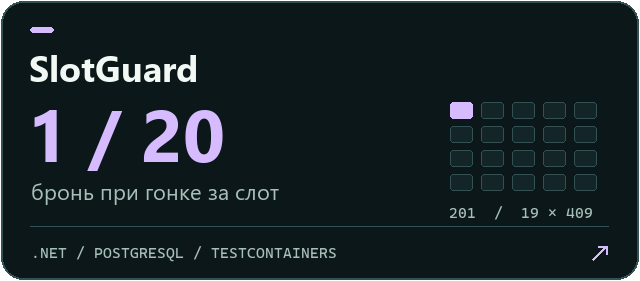 SlotGuard
1 / 20
бронь при гонке за слот
201 / 19 × 409
.NET / POSTGRESQL / TESTCONTAINERS